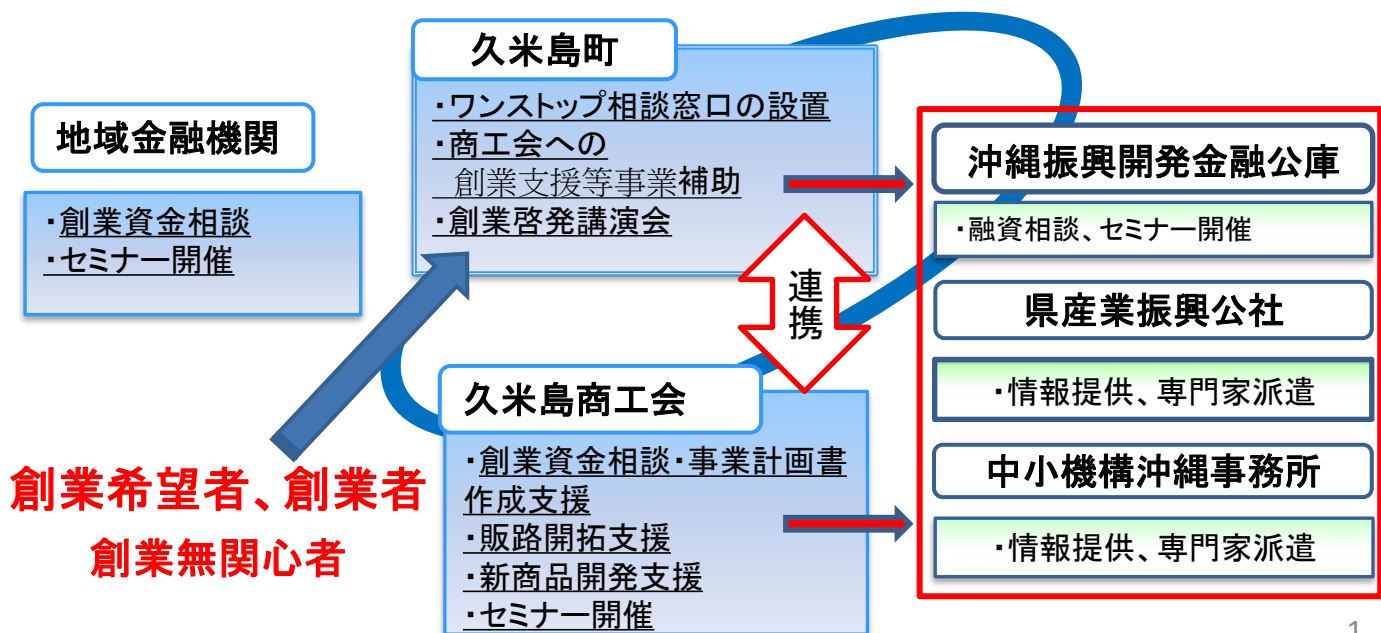 久米島町
・ワンストップ相談窓口の設置
・商工会への
創業支援等事業補助
・創業啓発講演会
地域金融機関
・創業資金相談
・セミナー開催
創業希望者、創業者
創業無関心者
連携
久米島商工会
・創業資金相談・事業計画書
作成支援
・販路開拓支援
・新商品開発支援
・セミナー開催
沖縄振興開発金融公庫
・融資相談、セミナー開催
県産業振興公社
・情報提供、専門家派遣
中小機構沖縄事務所
・情報提供、専門家派遣
1